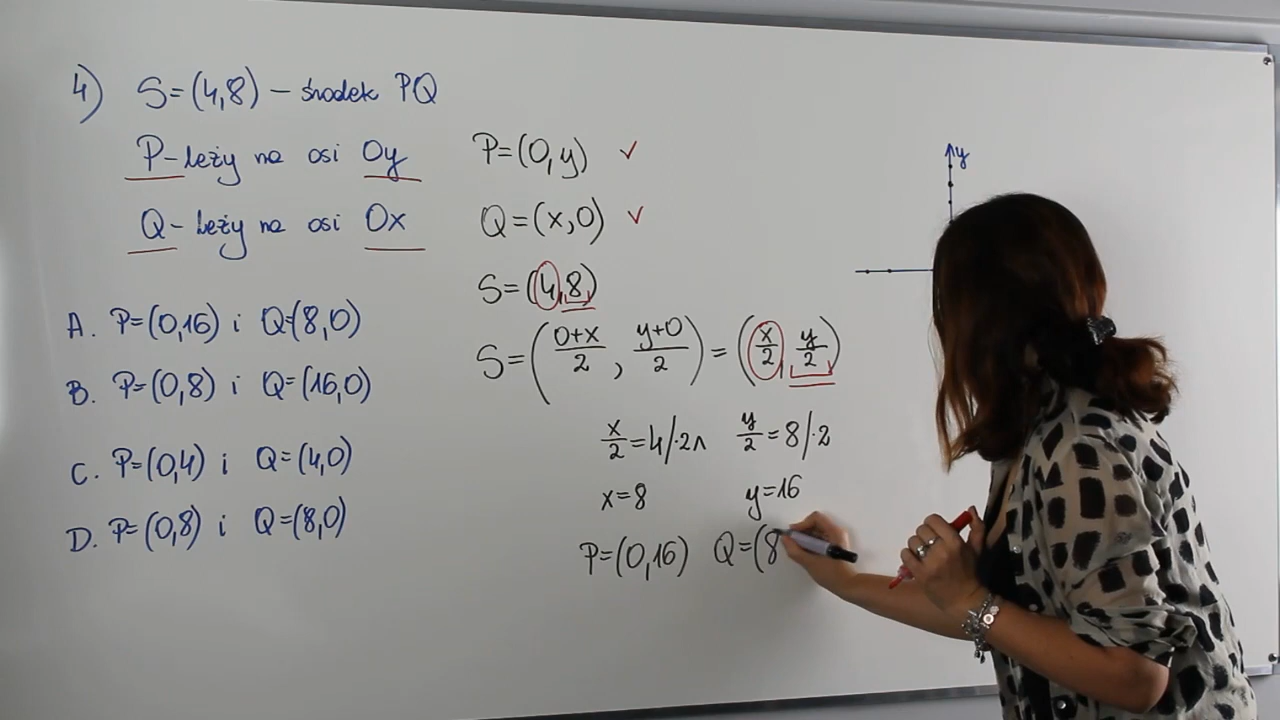 4) S=(4,8) – środek PQ
P-leży na osi Oy
Q-leży na osi Ox
A. P=(0,16) i Q=(8,0)
B. P=(0,8) i Q=(16,0)
C. P=(0,4) i Q=(4,0)
D. P=(0,8) i Q=(8,0)
P=(0,y) ✓
Q=(x,0) ✓
S=(4,8)
S=(0+x/2, y+0/2)=(x/2, y/2)
x/2=4/·2 ∧ y/2=8/·2
x=8 y=16
P=(0,16) Q=(8
y